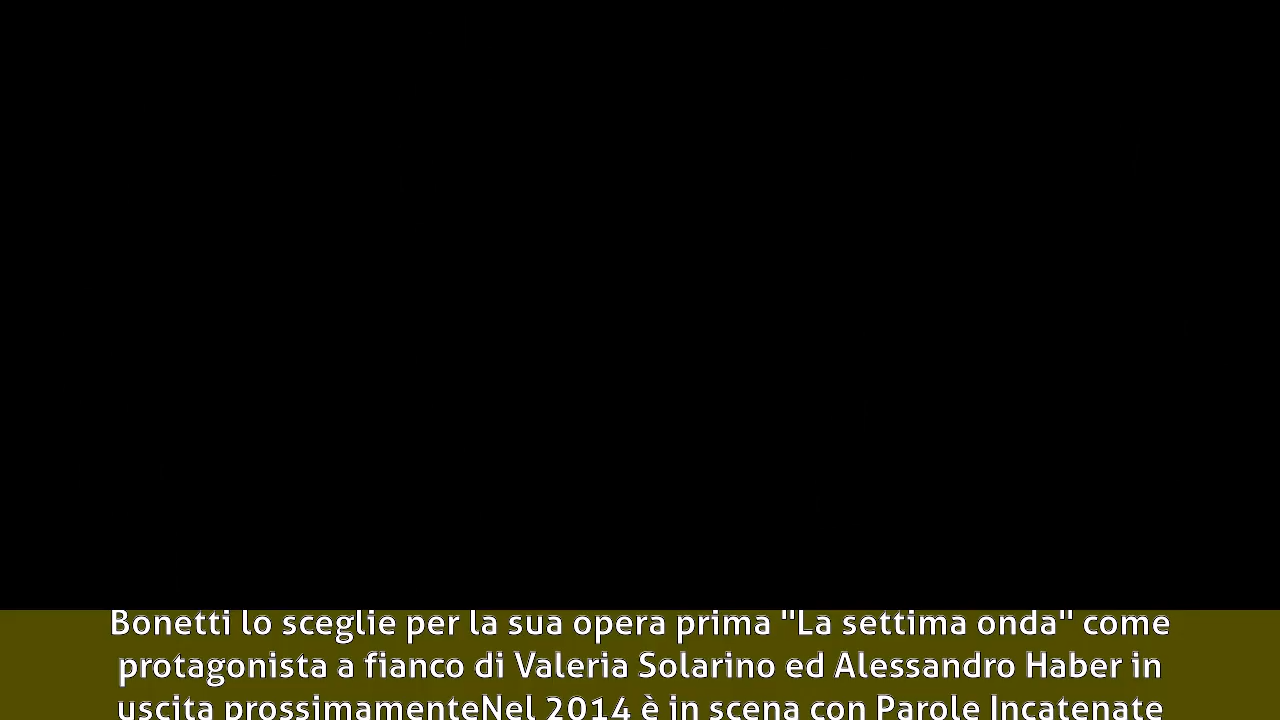 Bonetti lo sceglie per la sua opera prima "La settima onda" come
protagonista a fianco di Valeria Solarino ed Alessandro Haber in
uscita prossimamenteNel 2014 è in scena con Parole Incatenate